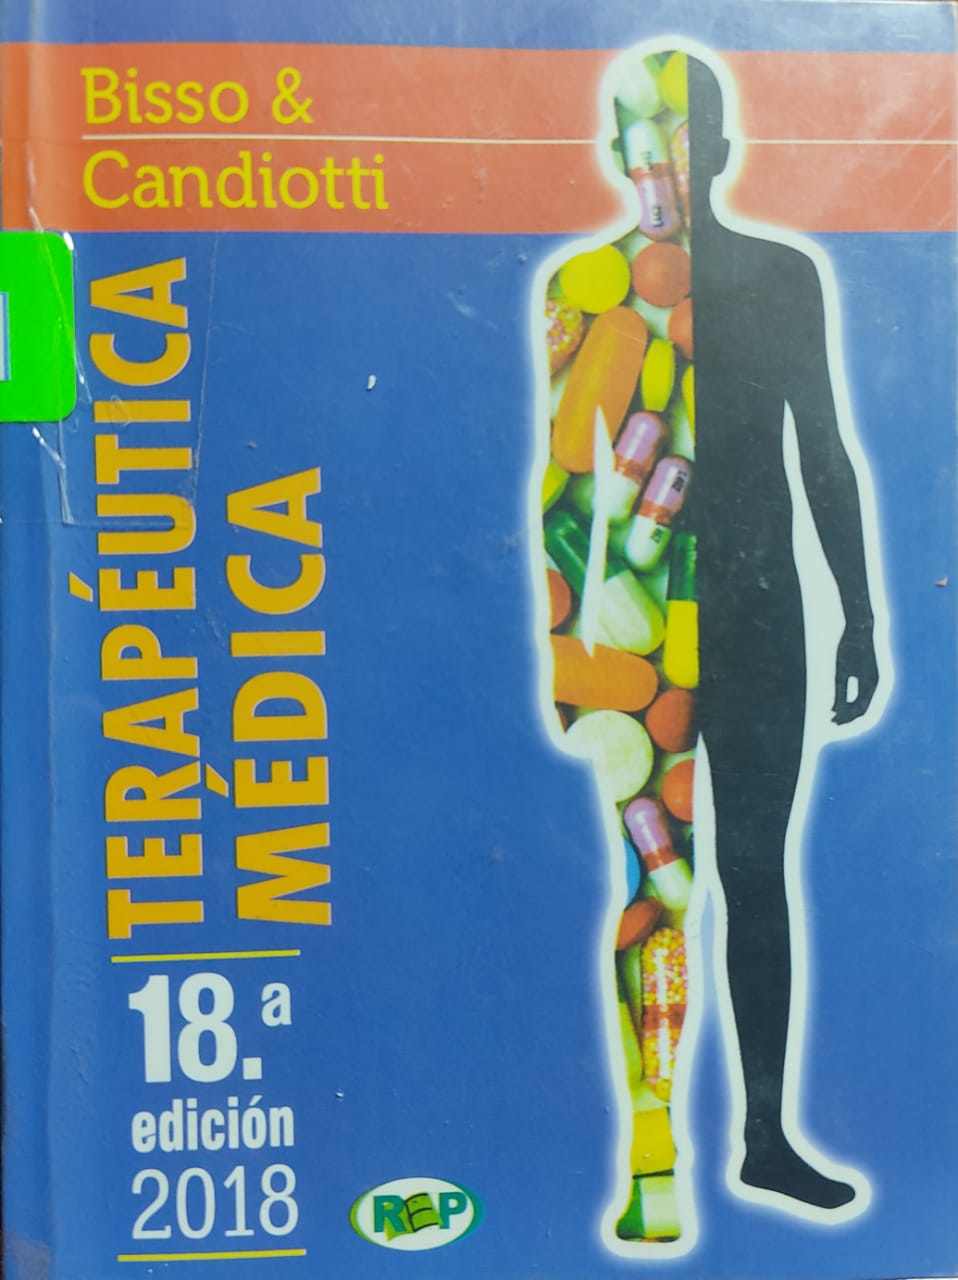 Bisso &
Candiotti
TERAPÉUTICA
MÉDICA
18.ª
edición
2018
REP